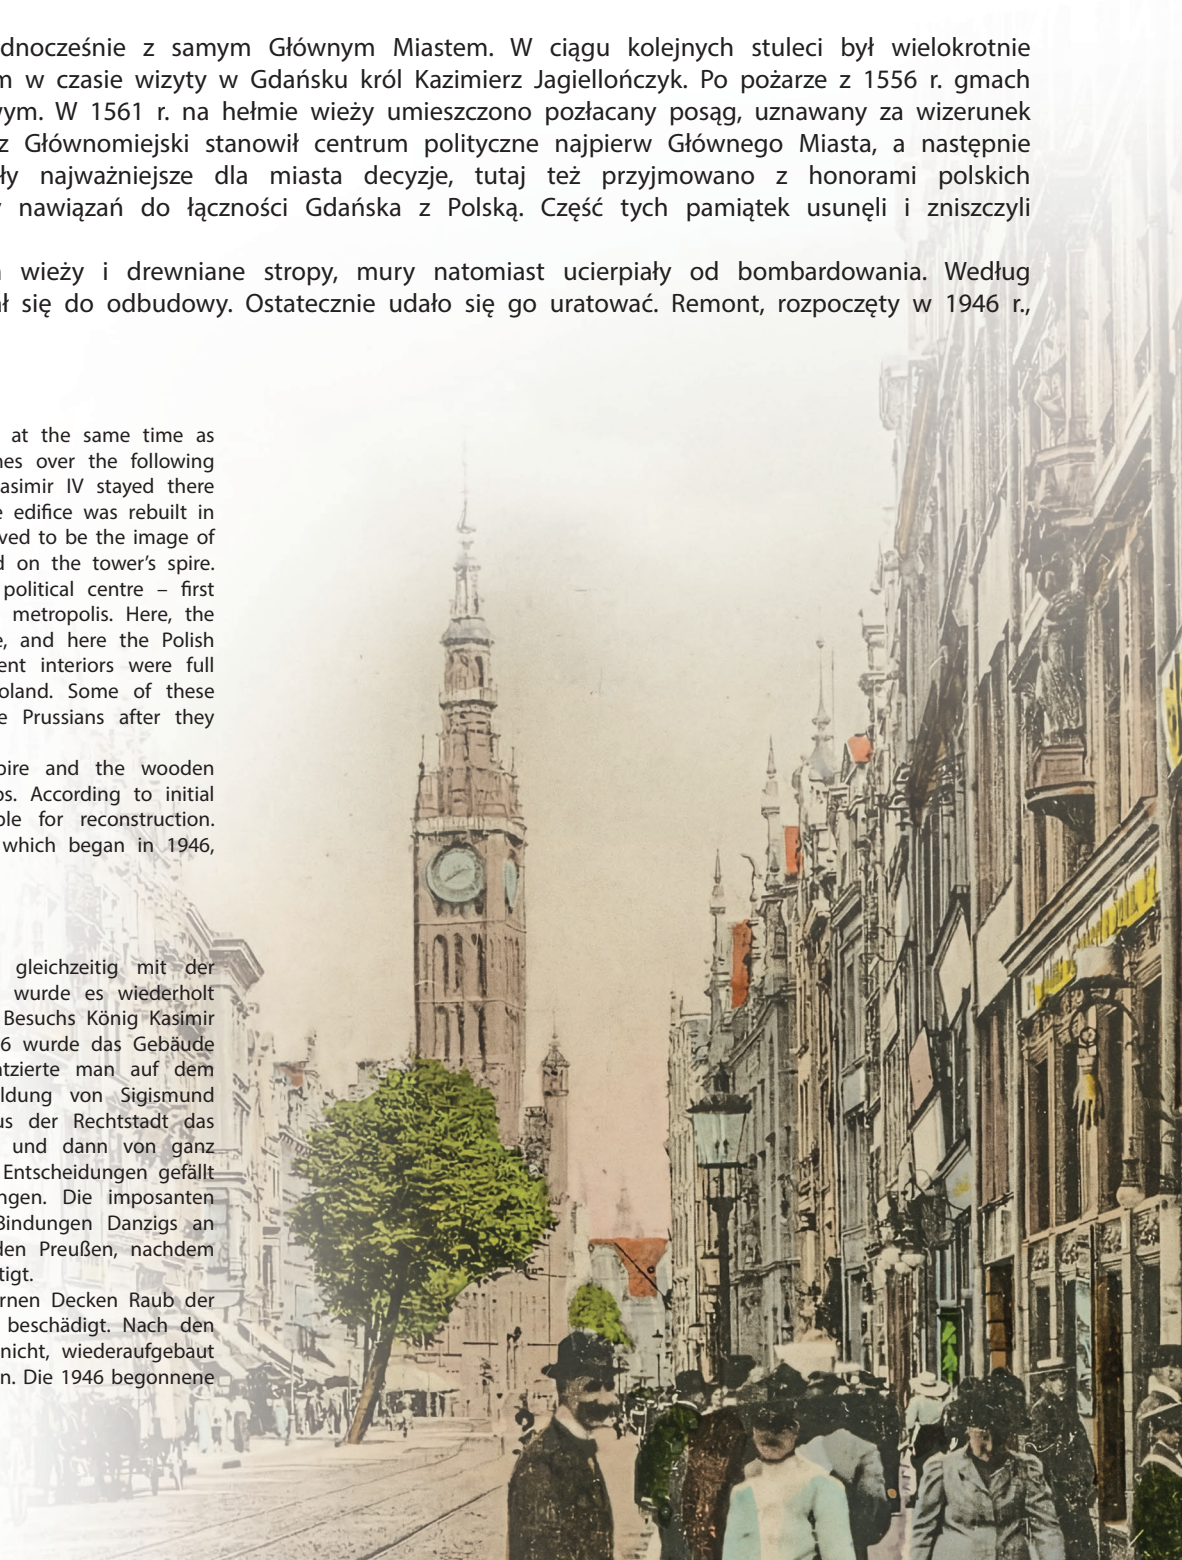 dnocześnie z samym Głównym Miastem. W ciągu kolejnych stuleci był wielokrotnie
m w czasie wizyty w Gdańsku król Kazimierz Jagiellończyk. Po pożarze z 1556 r. gmach
wym. W 1561 r. na hełmie wieży umieszczono pozłacany posąg, uznawany za wizerunek
z Głównomiejski stanowił centrum polityczne najpierw Głównego Miasta, a następnie
ły najważniejsze dla miasta decyzje, tutaj też przyjmowano z honorami polskich
nawiązań do łączności Gdańska z Polską. Część tych pamiątek usunęli i zniszczyli
wieży i drewniane stropy, mury natomiast ucierpiały od bombardowania. Według
ał się do odbudowy. Ostatecznie udało się go uratować. Remont, rozpoczęty w 1946 r.,
at the same time as
nes over the following
asimir IV stayed there
e edifice was rebuilt in
ved to be the image of
d on the tower's spire.
political centre – first
metropolis. Here, the
e, and here the Polish
ent interiors were full
oland. Some of these
e Prussians after they
pire and the wooden
bs. According to initial
ble for reconstruction.
which began in 1946,
gleichzeitig mit der
wurde es wiederholt
Besuchs König Kasimir
6 wurde das Gebäude
atzierte man auf dem
ldung von Sigismund
us der Rechtstadt das
und dann von ganz
Entscheidungen gefällt
ngen. Die imposanten
Bindungen Danzigs an
den Preußen, nachdem
tigt.
rnen Decken Raub der
beschädigt. Nach den
nicht, wiederaufgebaut
n. Die 1946 begonnene